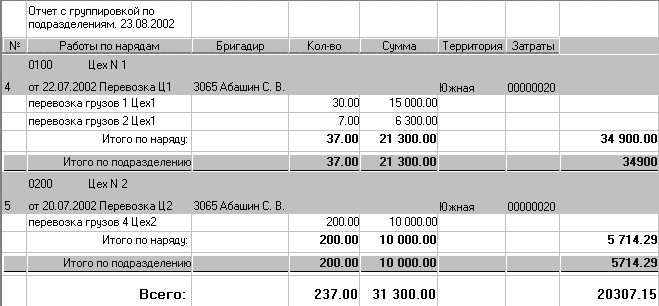 Отчет с группировкой по
подразделениям. 23.08.2002
№ Работы по нарядам Бригадир Кол-во Сумма Территория Затраты
0100 Цех N 1
4 от 22.07.2002 Перевозка Ц1 3065 Абашин С. В. Южная 00000020
перевозка грузов 1 Цех1 30.00 15 000.00
перевозка грузов 2 Цех1 7.00 6 300.00
Итого по наряду: 37.00 21 300.00 34 900.00
Итого по подразделению 37.00 21 300.00 34900
0200 Цех N 2
5 от 20.07.2002 Перевозка Ц2 3065 Абашин С. В. Южная 00000020
перевозка грузов 4 Цех2 200.00 10 000.00
Итого по наряду: 200.00 10 000.00 5 714.29
Итого по подразделению 200.00 10 000.00 5714.29
Всего: 237.00 31 300.00 20307.15